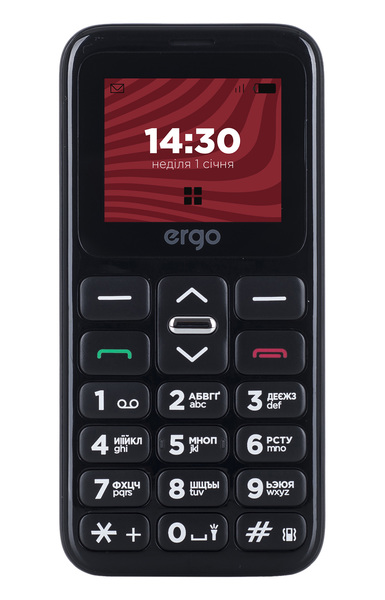 14:30
неділя 1 січня
ergo
1
2 АБВГґ
abc
3 ДЕЄЖЗ
def
4 ИІЇЙКЛ
ghi
5 МНОП
jkl
6 РСТУ
mno
7 ФХЦЧ
pqrs
8 ШЩЪЫ
tuv
9 ЬЭЮЯ
wxyz
* +
0
#